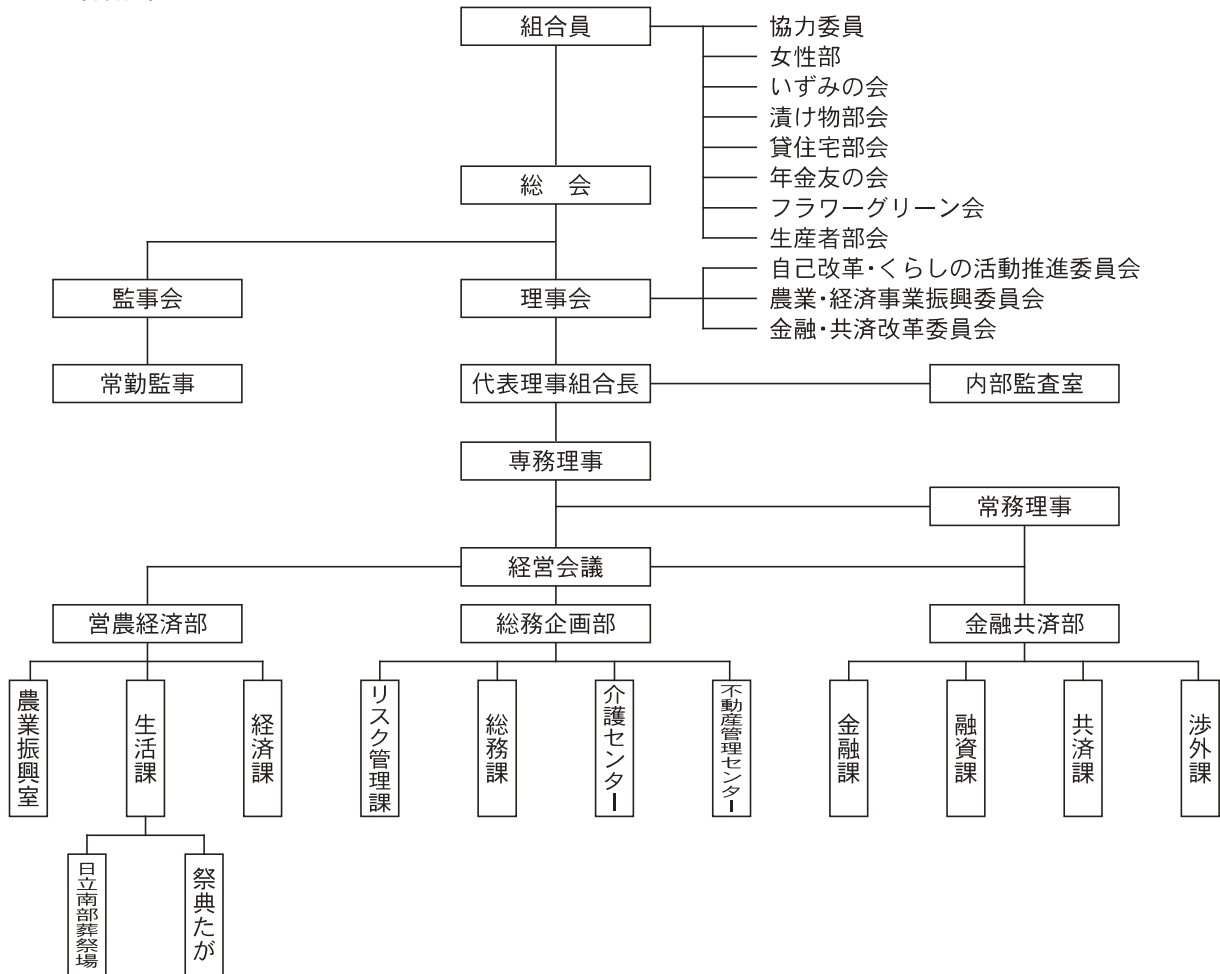 組合員
協力委員
女性部
いずみの会
漬け物部会
貸住宅部会
年金友の会
フラワーグリーン会
生産者部会
総　会
監事会
理事会
自己改革・くらしの活動推進委員会
農業・経済事業振興委員会
金融・共済改革委員会
常勤監事
代表理事組合長
内部監査室
専務理事
常務理事
経営会議
営農経済部
総務企画部
金融共済部
農業振興室
生活課
経済課
リスク管理課
総務課
介護センター
不動産管理センター
金融課
融資課
共済課
渉外課
日立南部葬祭場
祭典たが